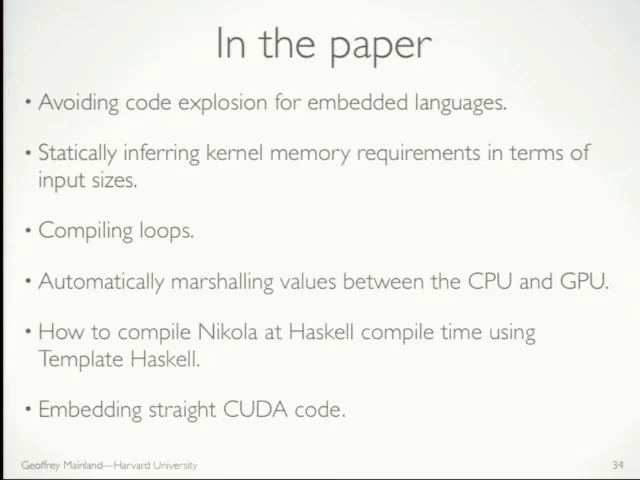 In the paper
• Avoiding code explosion for embedded languages.
• Statically inferring kernel memory requirements in terms of
input sizes.
• Compiling loops.
• Automatically marshalling values between the CPU and GPU.
• How to compile Nikola at Haskell compile time using
Template Haskell.
• Embedding straight CUDA code.
Geoffrey Mainland—Harvard University
34